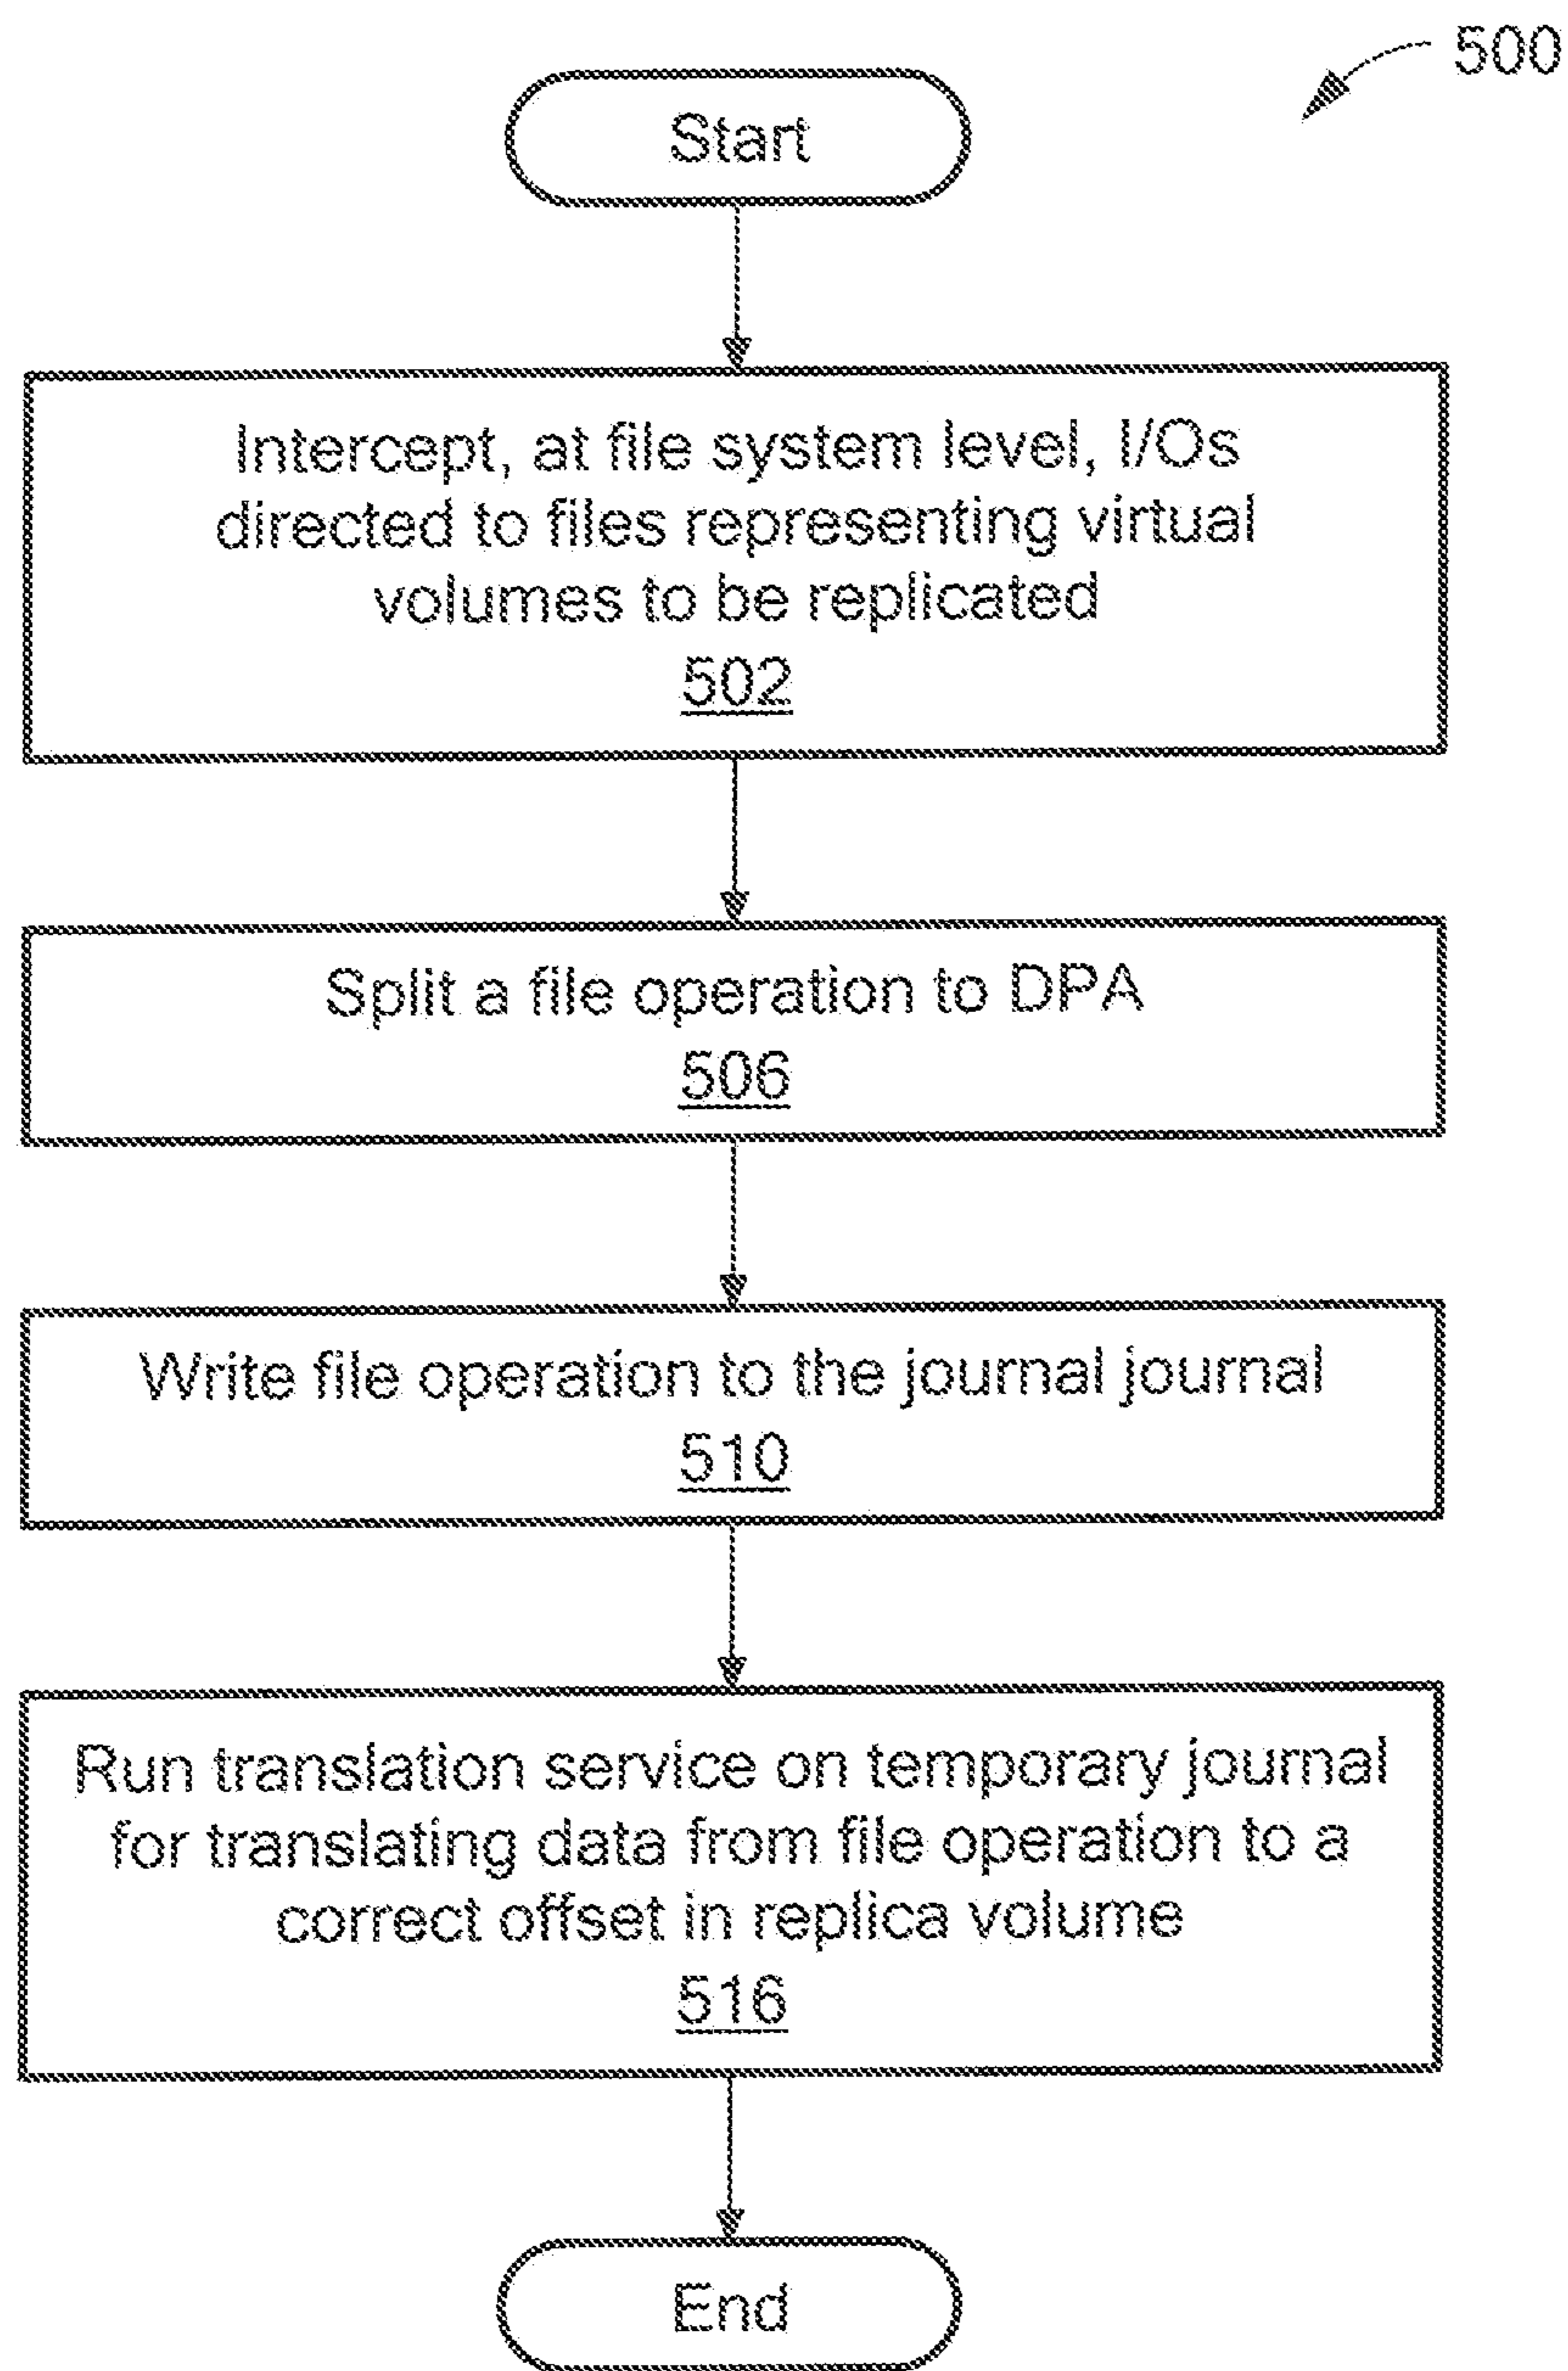 500
Start
Intercept, at file system level, I/Os
directed to files representing virtual
volumes to be replicated
502
Split a file operation to DPA
506
Write file operation to the journal journal
510
Run translation service on temporary journal
for translating data from file operation to a
correct offset in replica volume
516
End